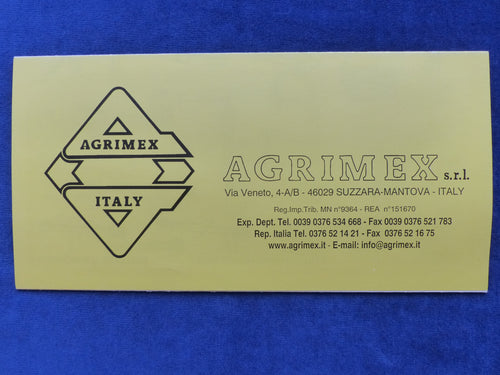 AGRIMEX
ITALY
AGRIMEX s.r.l.
Via Veneto, 4-A/B - 46029 SUZZARA-MANTOVA - ITALY
Reg.Imp.Trib. MN n°9364 - REA n°151670
Exp. Dept. Tel. 0039 0376 534 668 - Fax 0039 0376 521 783
Rep. Italia Tel. 0376 52 14 21 - Fax 0376 52 16 75
www.agrimex.it - E-mail: info@agrimex.it